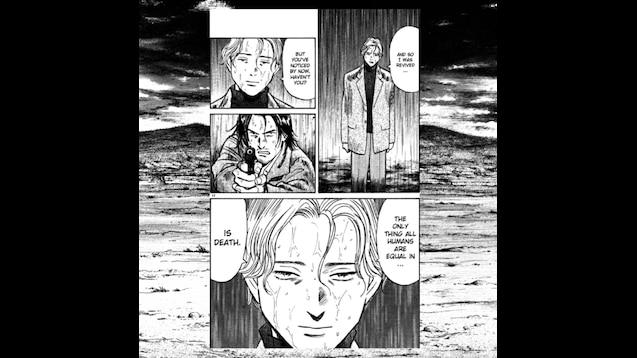 AND SO
I WAS
REVIVED
...
BUT
YOU'VE
NOTICED
BY NOW,
HAVEN'T
YOU?
THE
ONLY
THING ALL
HUMANS
ARE
EQUAL IN
...
IS
DEATH.